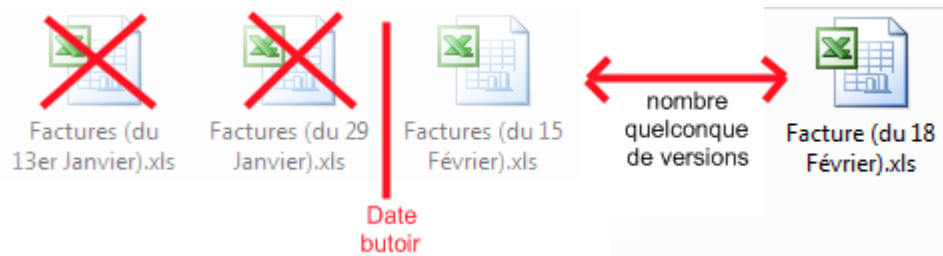 Factures (du
13er Janvier).xls
Factures (du 29
Janvier).xls
Date
butoir
Factures (du 15
Février).xls
nombre
quelconque
de versions
Facture (du 18
Février).xls